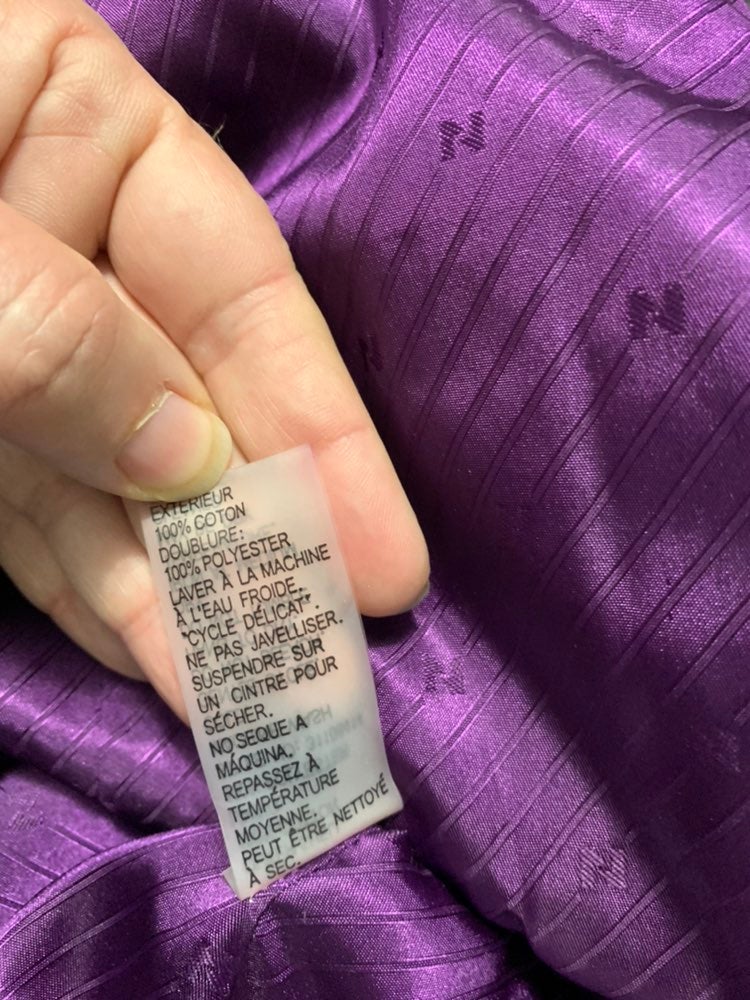 EXTÉRIEUR
100% COTON
DOUBLURE:
100% POLYESTER
LAVER À LA MACHINE
À L'EAU FROIDE,
"CYCLE DÉLICAT".
NE PAS JAVELLISER.
SUSPENDRE SUR
UN CINTRE POUR
SÉCHER.
NO SEQUE A
MÁQUINA.
REPASSEZ À
TEMPÉRATURE
MOYENNE.
PEUT ÊTRE NETTOYÉ
À SEC.